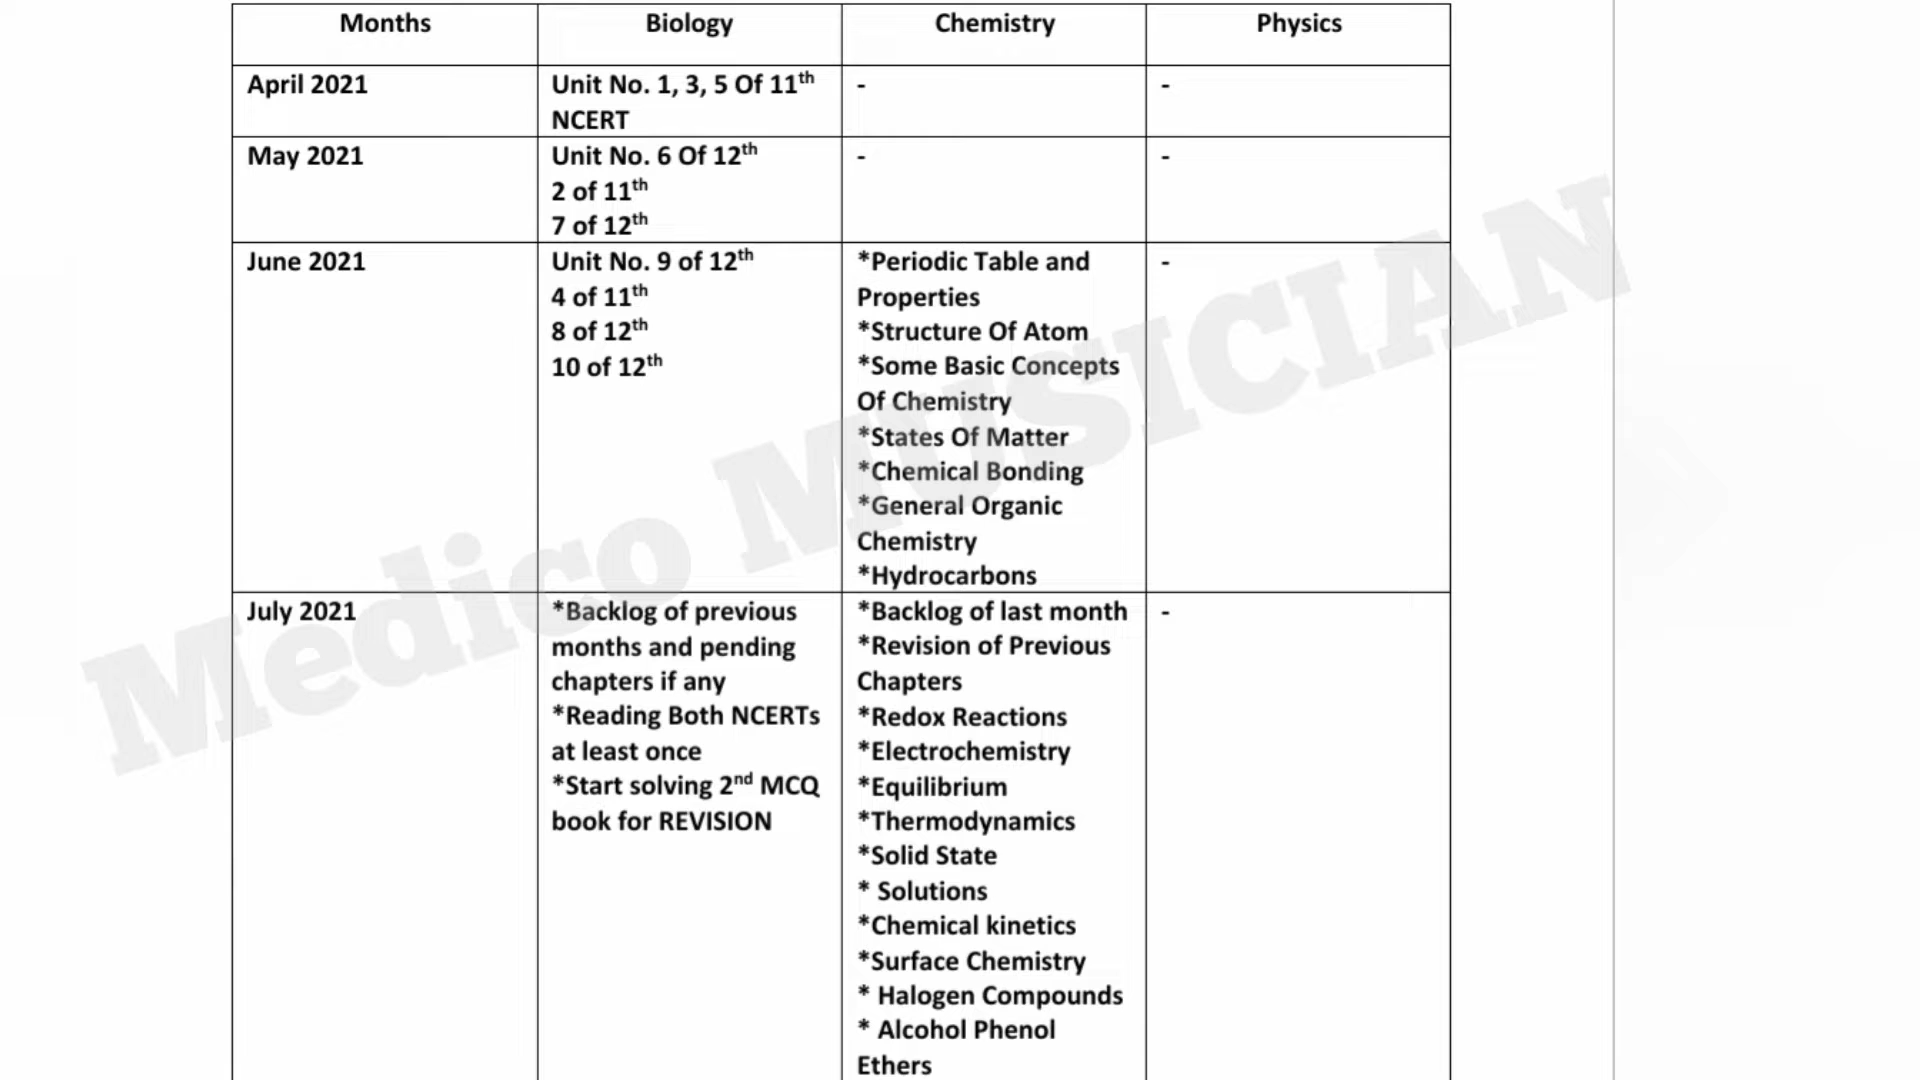 Months Biology Chemistry Physics
April 2021 Unit No. 1, 3, 5 Of 11th - -
NCERT
May 2021 Unit No. 6 Of 12th - -
2 of 11th
7 of 12th
June 2021 Unit No. 9 of 12th *Periodic Table and -
4 of 11th Properties
8 of 12th *Structure Of Atom
10 of 12th *Some Basic Concepts
Of Chemistry
*States Of Matter
*Chemical Bonding
*General Organic
Chemistry
*Hydrocarbons
July 2021 *Backlog of previous *Backlog of last month -
months and pending *Revision of Previous
chapters if any Chapters
*Reading Both NCERTs *Redox Reactions
at least once *Electrochemistry
*Start solving 2nd MCQ *Equilibrium
book for REVISION *Thermodynamics
*Solid State
* Solutions
*Chemical kinetics
*Surface Chemistry
* Halogen Compounds
* Alcohol Phenol
Ethers
Medico MUSICIAN